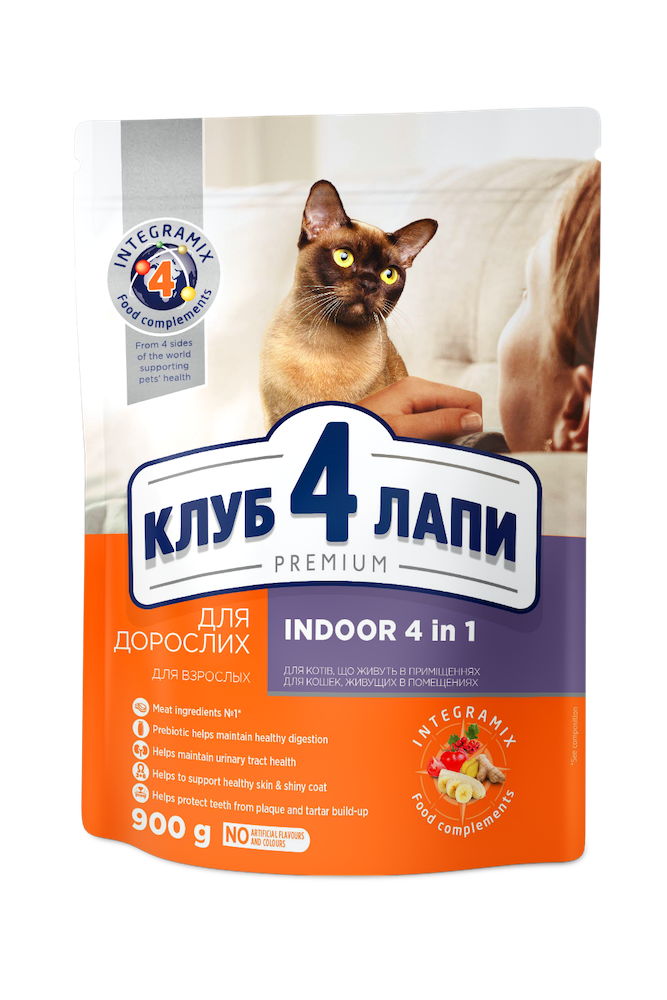 INTEGRAMIX
4
Food complements
From 4 sides
of the world
supporting
pets' health
КЛУБ 4 ЛАПИ
PREMIUM
ДЛЯ
ДОРОСЛИХ
ДЛЯ ВЗРОСЛЫХ
INDOOR 4 in 1
ДЛЯ КОТІВ, ЩО ЖИВУТЬ В ПРИМІЩЕННЯХ
ДЛЯ КОШЕК, ЖИВУЩИХ В ПОМЕЩЕНИЯХ
Meat ingredients №1*
Prebiotic helps maintain healthy digestion
Helps maintain urinary tract health
Helps to support healthy skin & shiny coat
Helps protect teeth from plaque and tartar build-up
900 g
NO ARTIFICIAL FLAVOURS
AND COLOURS
INTEGRAMIX
Food complements
*See composition